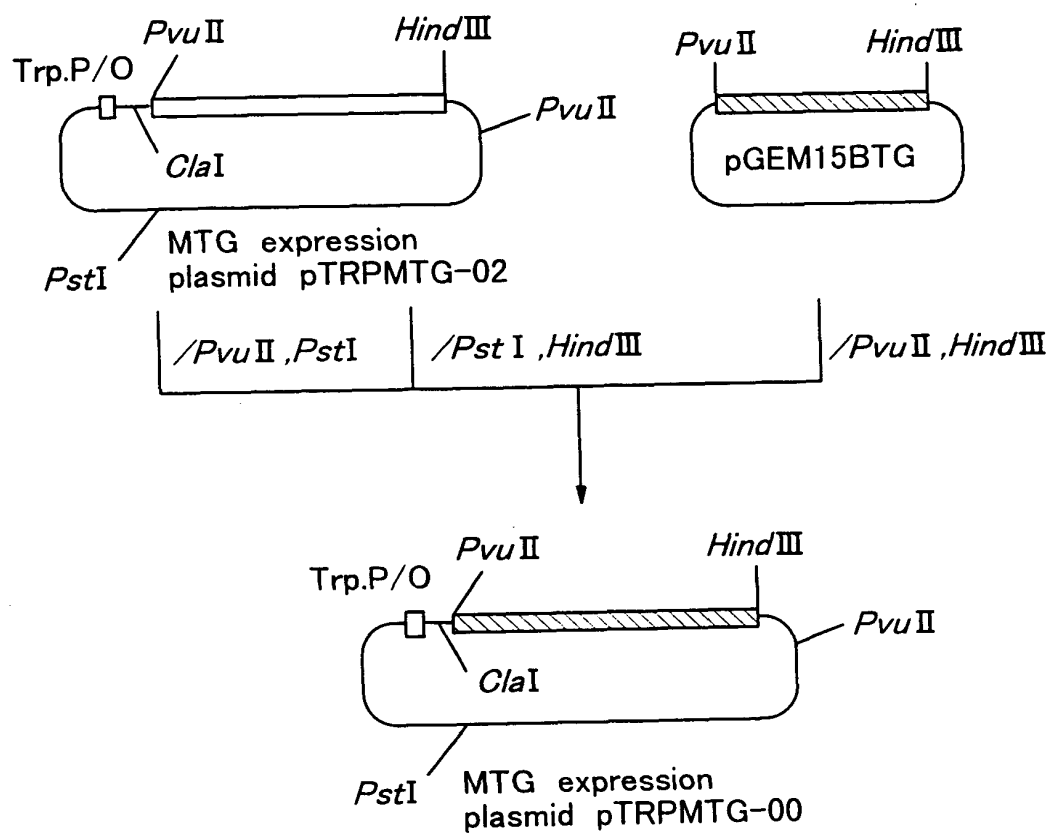 PvuⅡ
HindⅢ
PvuⅡ
HindⅢ
Trp.P/O
PvuⅡ
ClaⅠ
pGEM15BTG
PstⅠ
MTG expression
plasmid pTRPMTG-02
/PvuⅡ,PstⅠ
/PstⅠ,HindⅢ
/PvuⅡ,HindⅢ
PvuⅡ
HindⅢ
Trp.P/O
PvuⅡ
ClaⅠ
PstⅠ
MTG expression
plasmid pTRPMTG-00